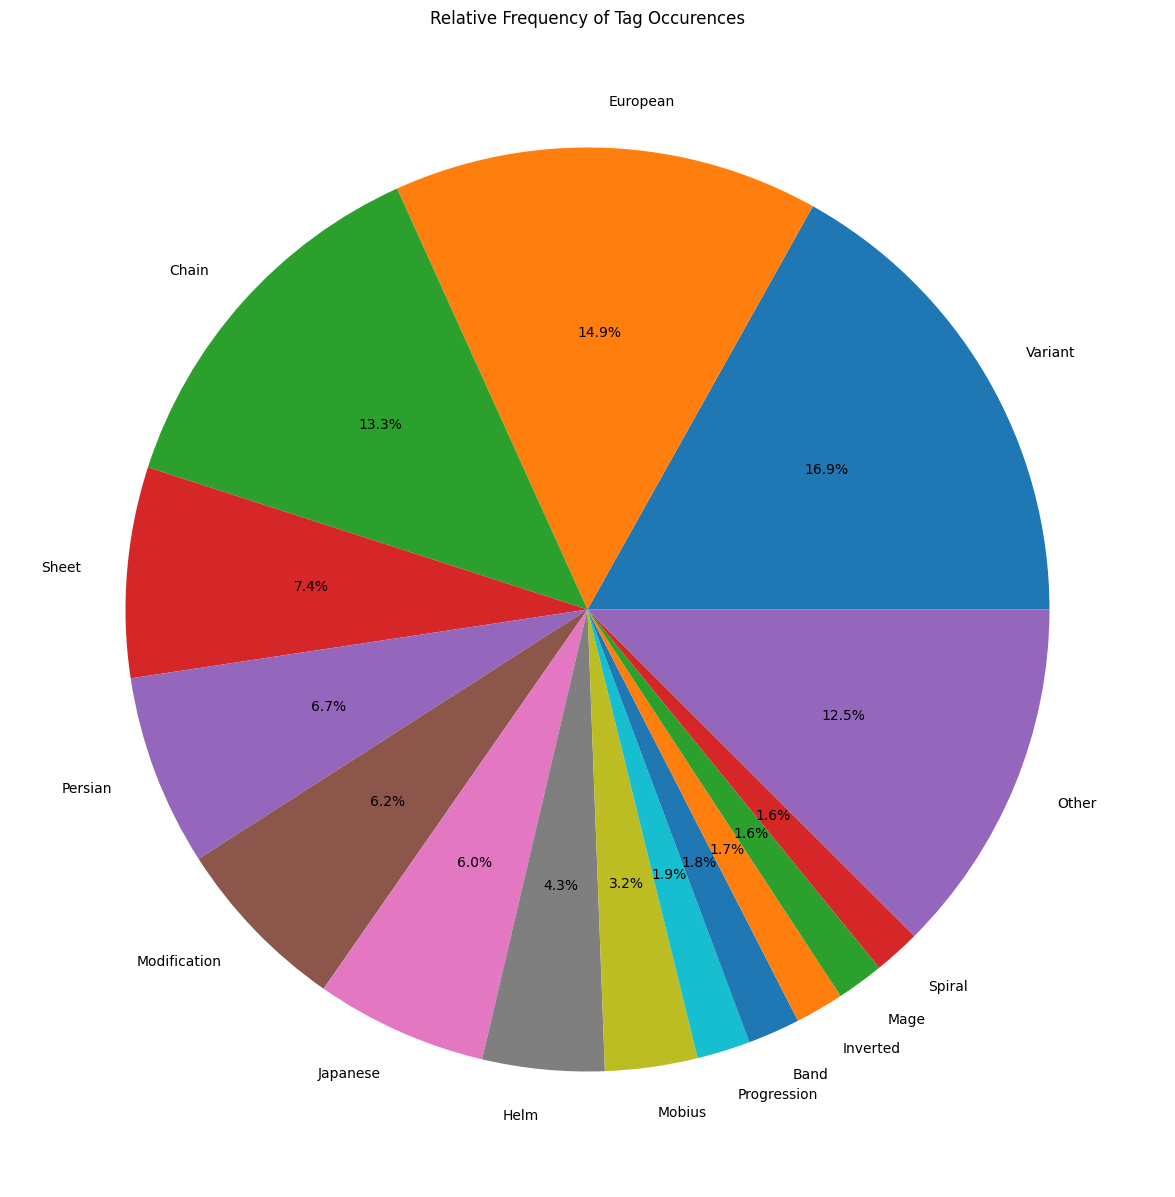 Relative Frequency of Tag Occurences
European
Chain
Variant
14.9%
13.3%
16.9%
Sheet
7.4%
6.7%
12.5%
Persian
6.2%
Other
1.6%
1.6%
1.7%
1.8%
6.0%
1.9%
3.2%
4.3%
Modification
Spiral
Mage
Inverted
Japanese
Band
Progression
Mobius
Helm